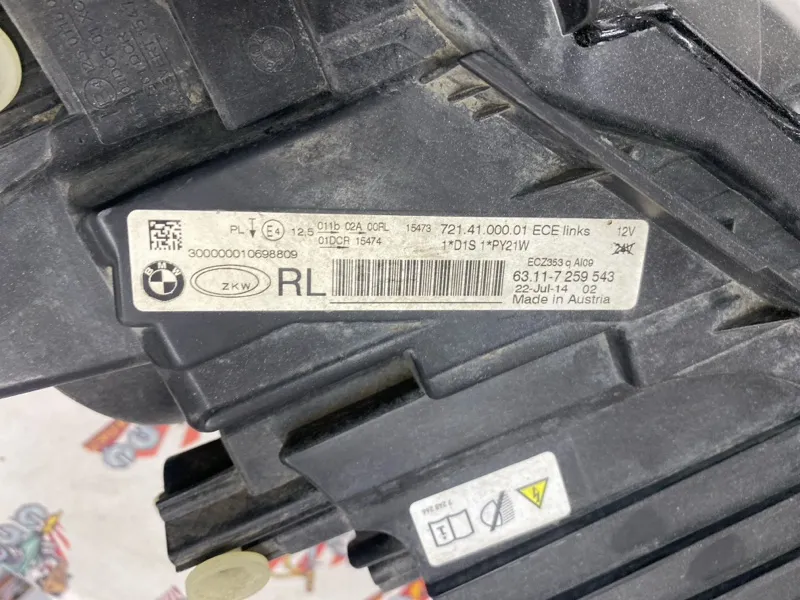 PL E4 12,5 011b 02A 00RL 15473 721.41.000.01 ECE links 12V
01DCR 15474 1*D1S 1*PY21W 24V
300000010698809 ECZ353 q AI09
BMW ZKW RL 63.11-7 259 543
22-Jul-14 02
Made in Austria